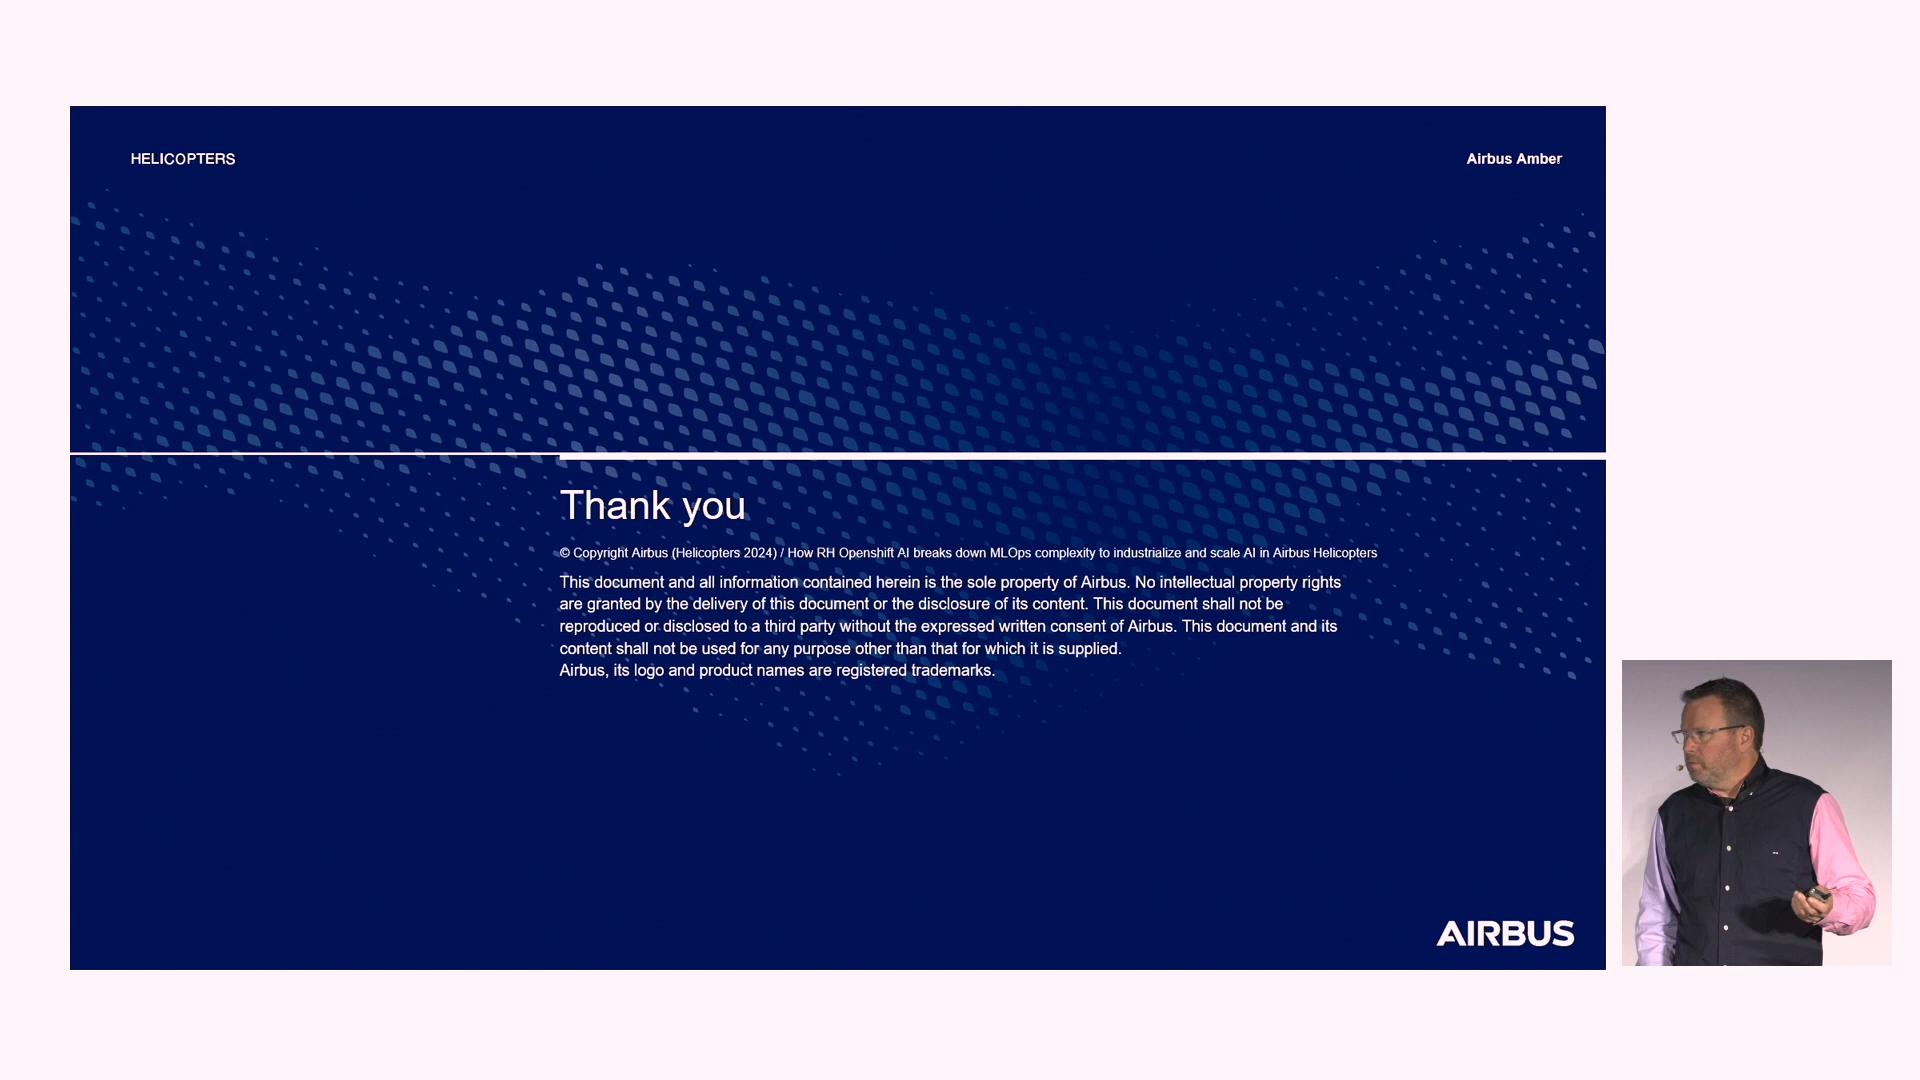 HELICOPTERS
Airbus Amber
Thank you
© Copyright Airbus (Helicopters 2024) / How RH Openshift AI breaks down MLOps complexity to industrialize and scale AI in Airbus Helicopters
This document and all information contained herein is the sole property of Airbus. No intellectual property rights
are granted by the delivery of this document or the disclosure of its content. This document shall not be
reproduced or disclosed to a third party without the expressed written consent of Airbus. This document and its
content shall not be used for any purpose other than that for which it is supplied.
Airbus, its logo and product names are registered trademarks.
AIRBUS